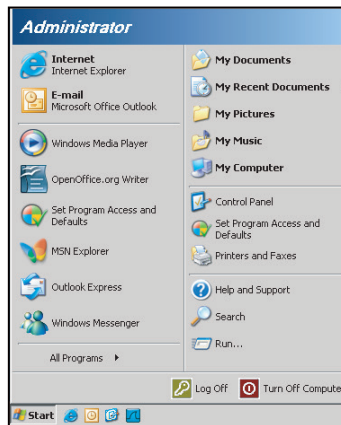 Administrator
Internet
Internet Explorer
E-mail
Microsoft Office Outlook
Windows Media Player
OpenOffice.org Writer
Set Program Access and
Defaults
MSN Explorer
Outlook Express
Windows Messenger
All Programs
My Documents
My Recent Documents
My Pictures
My Music
My Computer
Control Panel
Set Program Access and
Defaults
Printers and Faxes
Help and Support
Search
Run...
Log Off
Turn Off Compute
Start